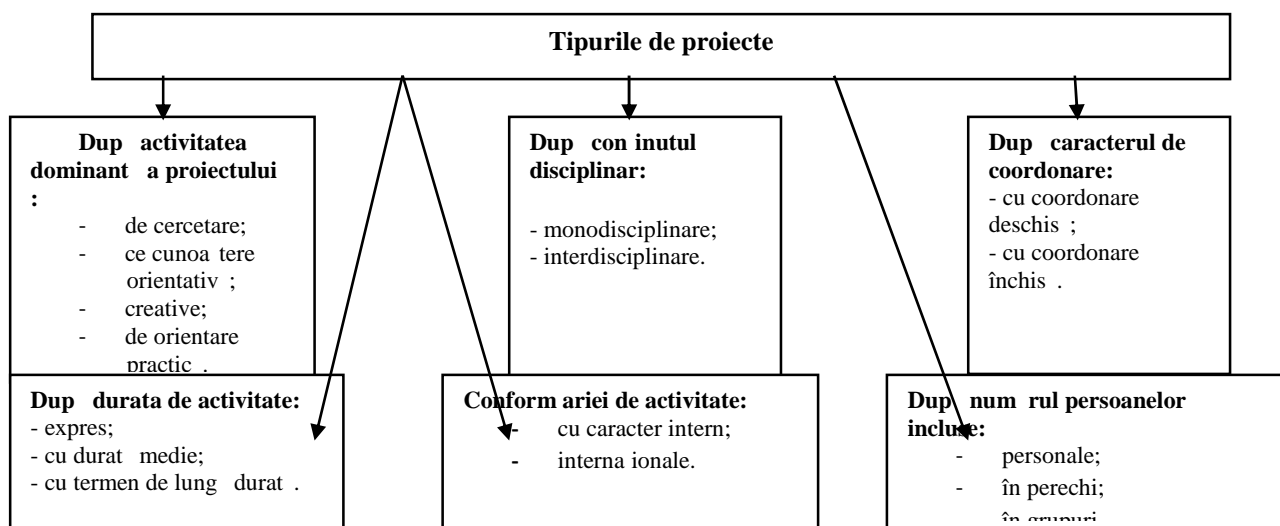 Tipurile de proiecte
Dup activitatea
dominant a proiectului
:
- de cercetare;
- ce cunoa tere
orientativ ;
- creative;
- de orientare
practic .
Dup con inutul
disciplinar:
- monodisciplinare;
- interdisciplinare.
Dup caracterul de
coordonare:
- cu coordonare
deschis ;
- cu coordonare
închis .
Dup durata de activitate:
- expres;
- cu durat medie;
- cu termen de lung durat .
Conform ariei de activitate:
- cu caracter intern;
- interna ionale.
Dup num rul persoanelor
incluse:
- personale;
- în perechi;
în grupuri